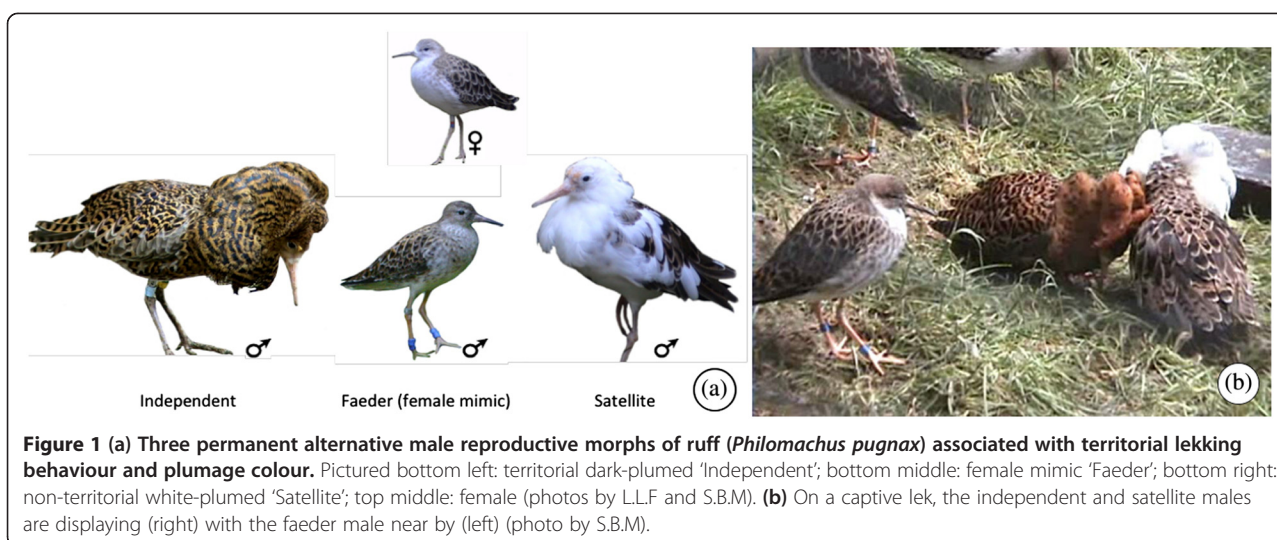 ♀
♂
♂
♂
Independent
Faeder (female mimic)
Satellite
(a)
(b)
Figure 1 (a) Three permanent alternative male reproductive morphs of ruff (Philomachus pugnax) associated with territorial lekking
behaviour and plumage colour. Pictured bottom left: territorial dark-plumed ‘Independent’; bottom middle: female mimic ‘Faeder’; bottom right:
non-territorial white-plumed ‘Satellite’; top middle: female (photos by L.L.F and S.B.M). (b) On a captive lek, the independent and satellite males
are displaying (right) with the faeder male near by (left) (photo by S.B.M).